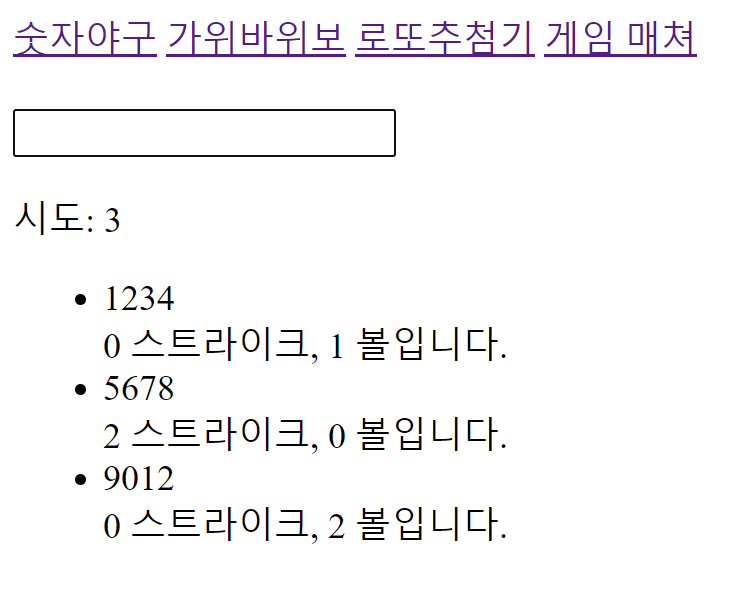 숫자야구 가위바위보 로또추첨기 게임 매쳐
시도: 3
1234
0 스트라이크, 1 볼입니다.
5678
2 스트라이크, 0 볼입니다.
9012
0 스트라이크, 2 볼입니다.